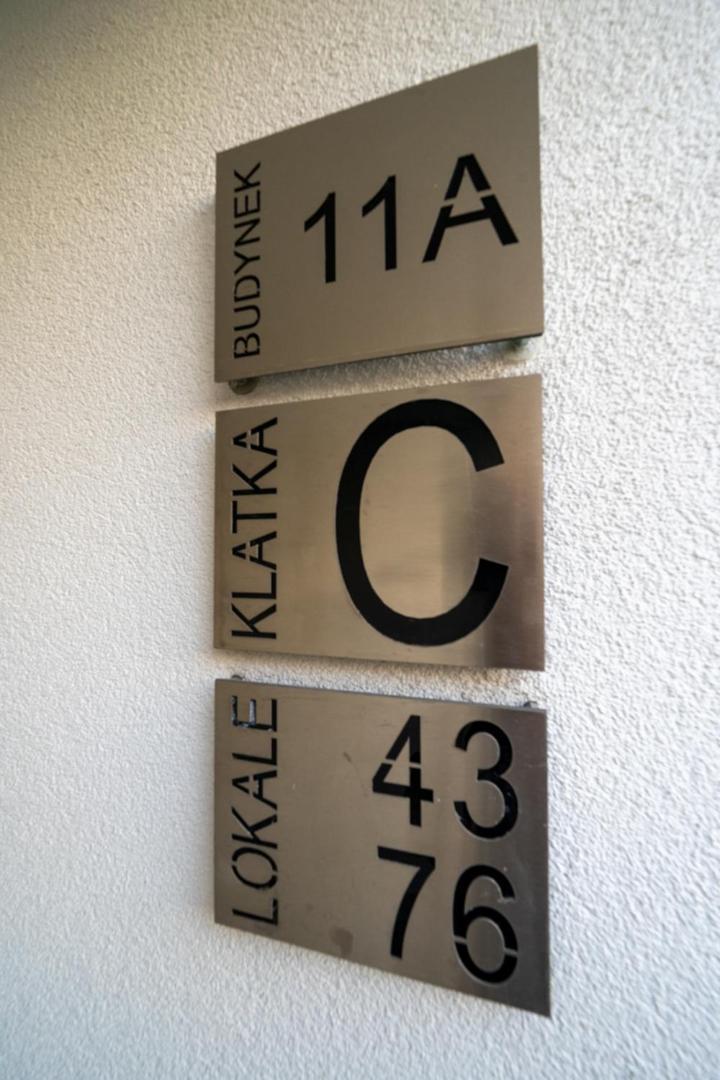 BUDYNEK
11A
KLATKA
C
LOKALE
43
76